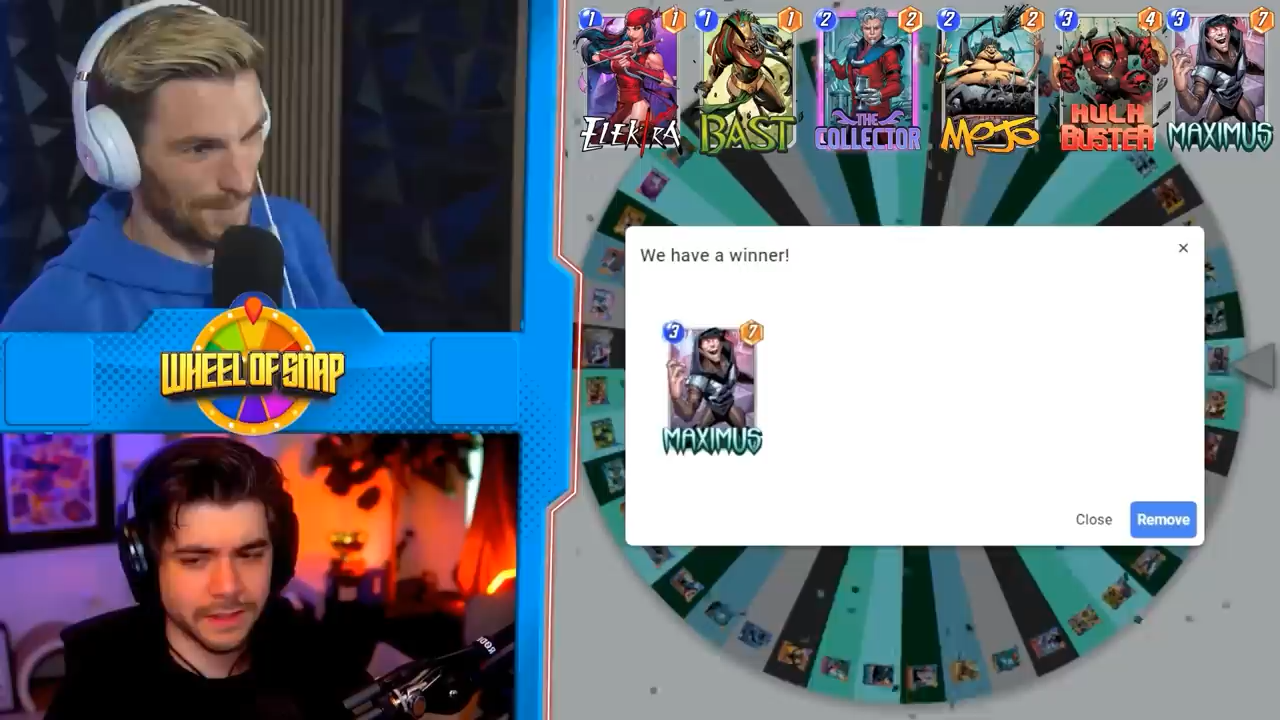 1 1 1 1 2 2 2 2 3 4 3 7
ELEKTRA BAST THE COLLECTOR MOJO HULK BUSTER MAXIMUS
We have a winner!
×
3 7
MAXIMUS
Close Remove
WHEEL OF SNAP